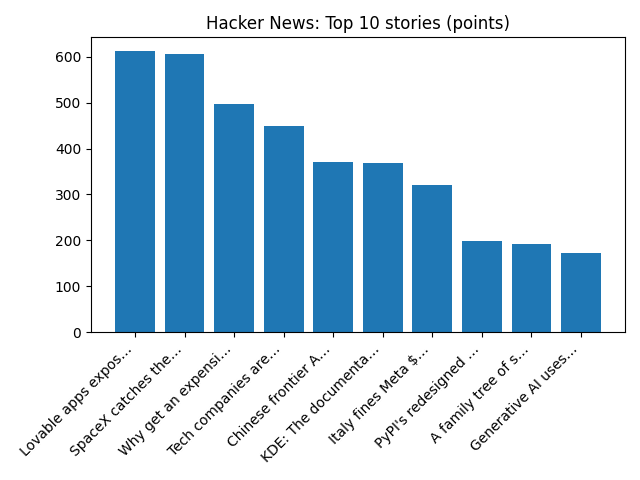 Hacker News: Top 10 stories (points)
600
500
400
300
200
100
0
Lovable apps expos...
SpaceX catches the...
Why get an expensi...
Tech companies are...
Chinese frontier A...
KDE: The documenta...
Italy fines Meta $...
PyPI's redesigned ...
A family tree of s...
Generative AI uses...